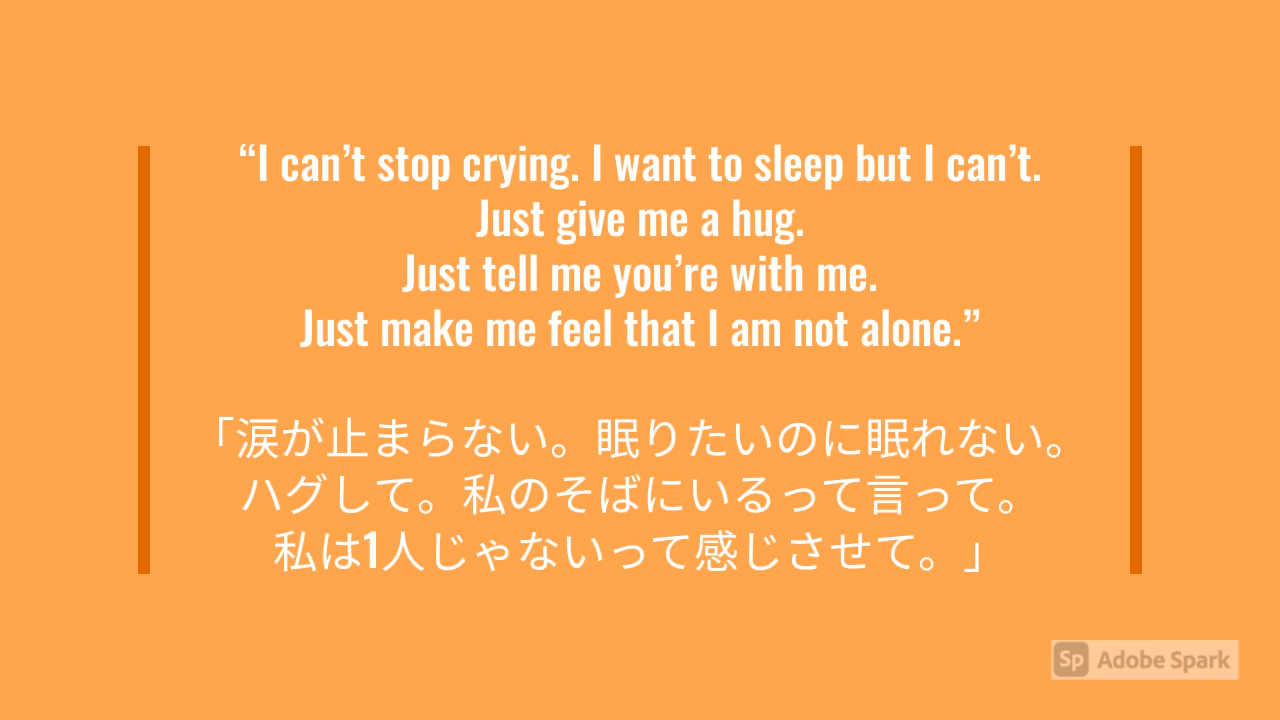 “I can’t stop crying. I want to sleep but I can’t.
Just give me a hug.
Just tell me you’re with me.
Just make me feel that I am not alone.”
「涙が止まらない。眠りたいのに眠れない。
ハグして。私のそばにいるって言って。
私は1人じゃないって感じさせて。」
Sp Adobe Spark